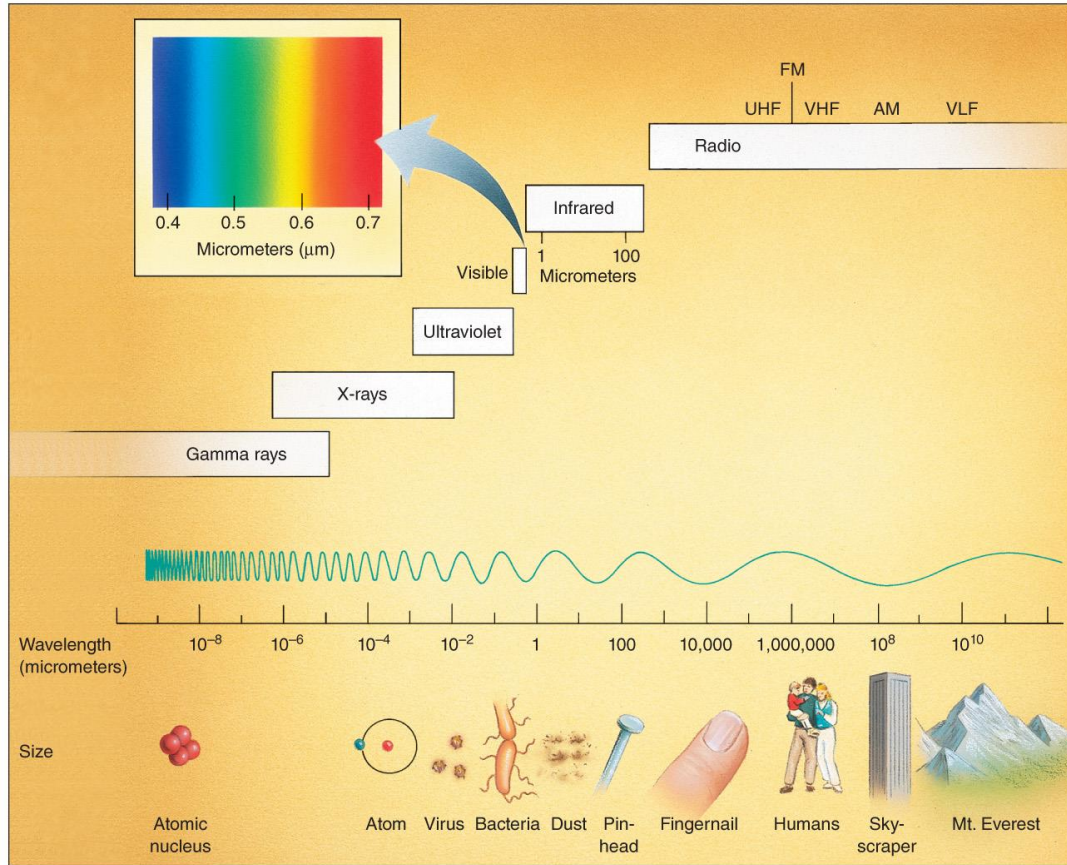 FM
UHF VHF AM VLF
Radio
Infrared
1 100
Micrometers
Visible
0.4 0.5 0.6 0.7
Micrometers (μm)
Ultraviolet
X-rays
Gamma rays
Wavelength
(micrometers)
10⁻⁸ 10⁻⁶ 10⁻⁴ 10⁻² 1 100 10,000 1,000,000 10⁸ 10¹⁰
Size
Atomic
nucleus
Atom
Virus
Bacteria
Dust
Pin-
head
Fingernail
Humans
Sky-
scraper
Mt. Everest